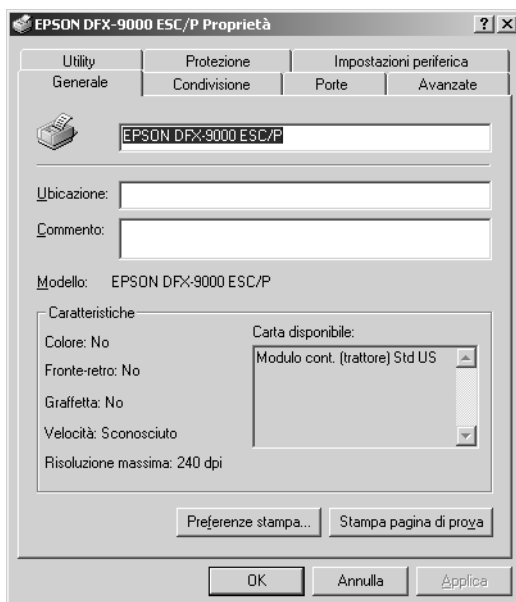 EPSON DFX-9000 ESC/P Proprietà
Utility Protezione Impostazioni periferica
Generale Condivisione Porte Avanzate
EPSON DFX-9000 ESC/P
Ubicazione:
Commento:
Modello: EPSON DFX-9000 ESC/P
Caratteristiche
Colore: No
Fronte-retro: No
Graffetta: No
Velocità: Sconosciuto
Risoluzione massima: 240 dpi
Carta disponibile:
Modulo cont. (trattore) Std US
Preferenze stampa... Stampa pagina di prova
OK Annulla Applica